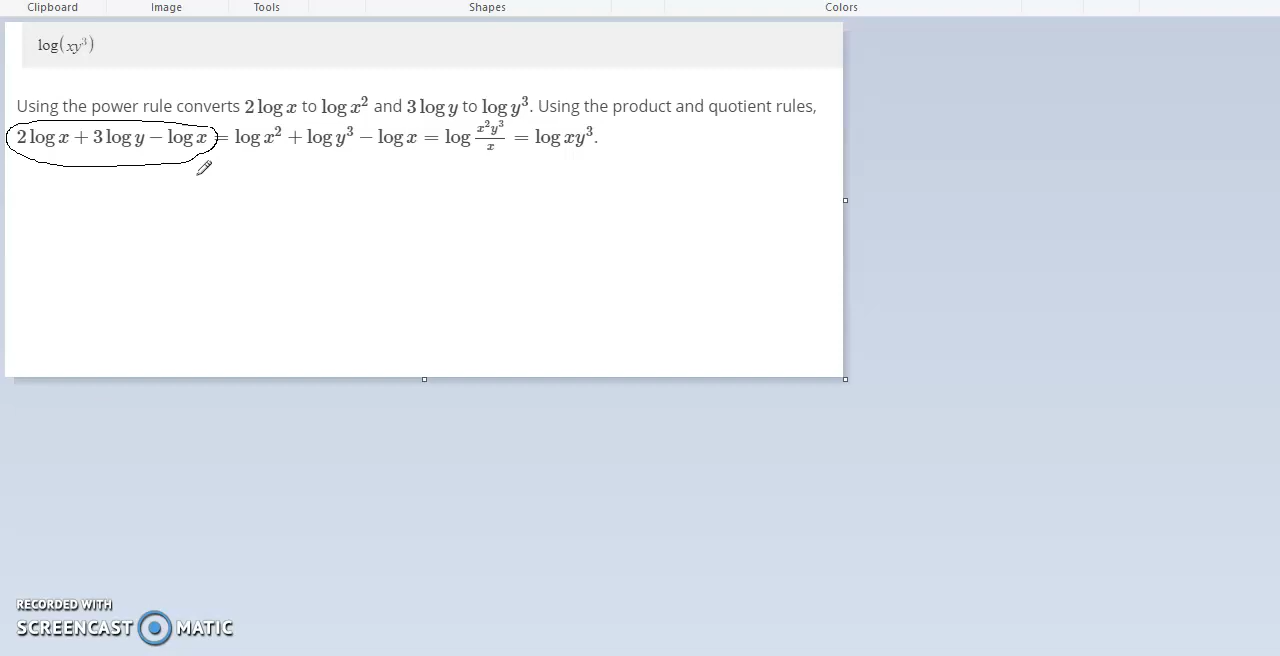 Clipboard Image Tools Shapes Colors
log(xy³)
Using the power rule converts 2 log x to log x² and 3 log y to log y³. Using the product and quotient rules,
2 log x + 3 log y − log x = log x² + log y³ − log x = log x²y³/x = log xy³.
RECORDED WITH
SCREENCAST MATIC